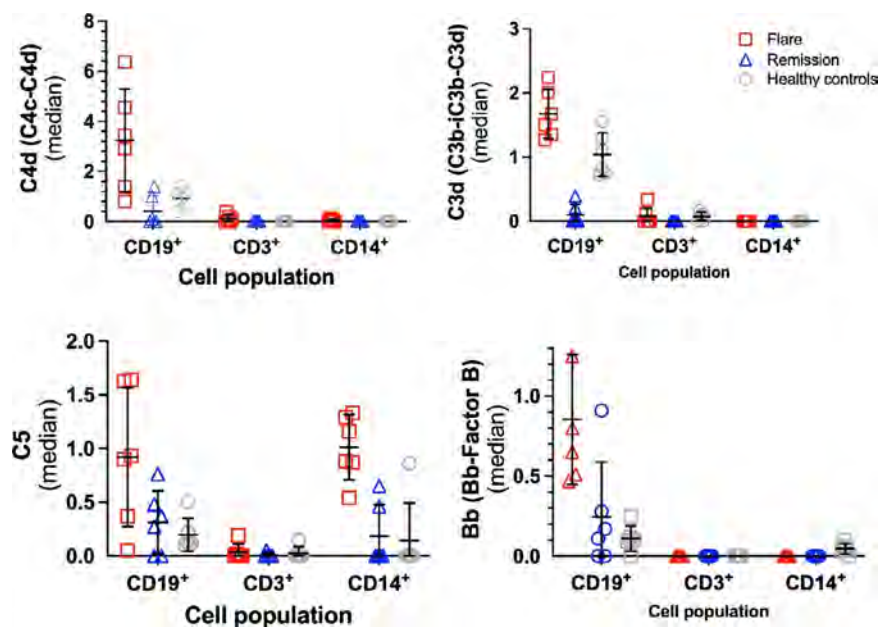 C4d (C4c-C4d)
(median)
8
6
4
2
0
CD19⁺
CD3⁺
CD14⁺
Cell population
C3d (C3b-iC3b-C3d)
(median)
3
2
1
0
CD19⁺
CD3⁺
CD14⁺
Cell population
Flare
Remission
Healthy controls
C5
(median)
2.0
1.5
1.0
0.5
0.0
CD19⁺
CD3⁺
CD14⁺
Cell population
Bb (Bb-Factor B)
(median)
1.0
0.5
0.0
CD19⁺
CD3⁺
CD14⁺
Cell population